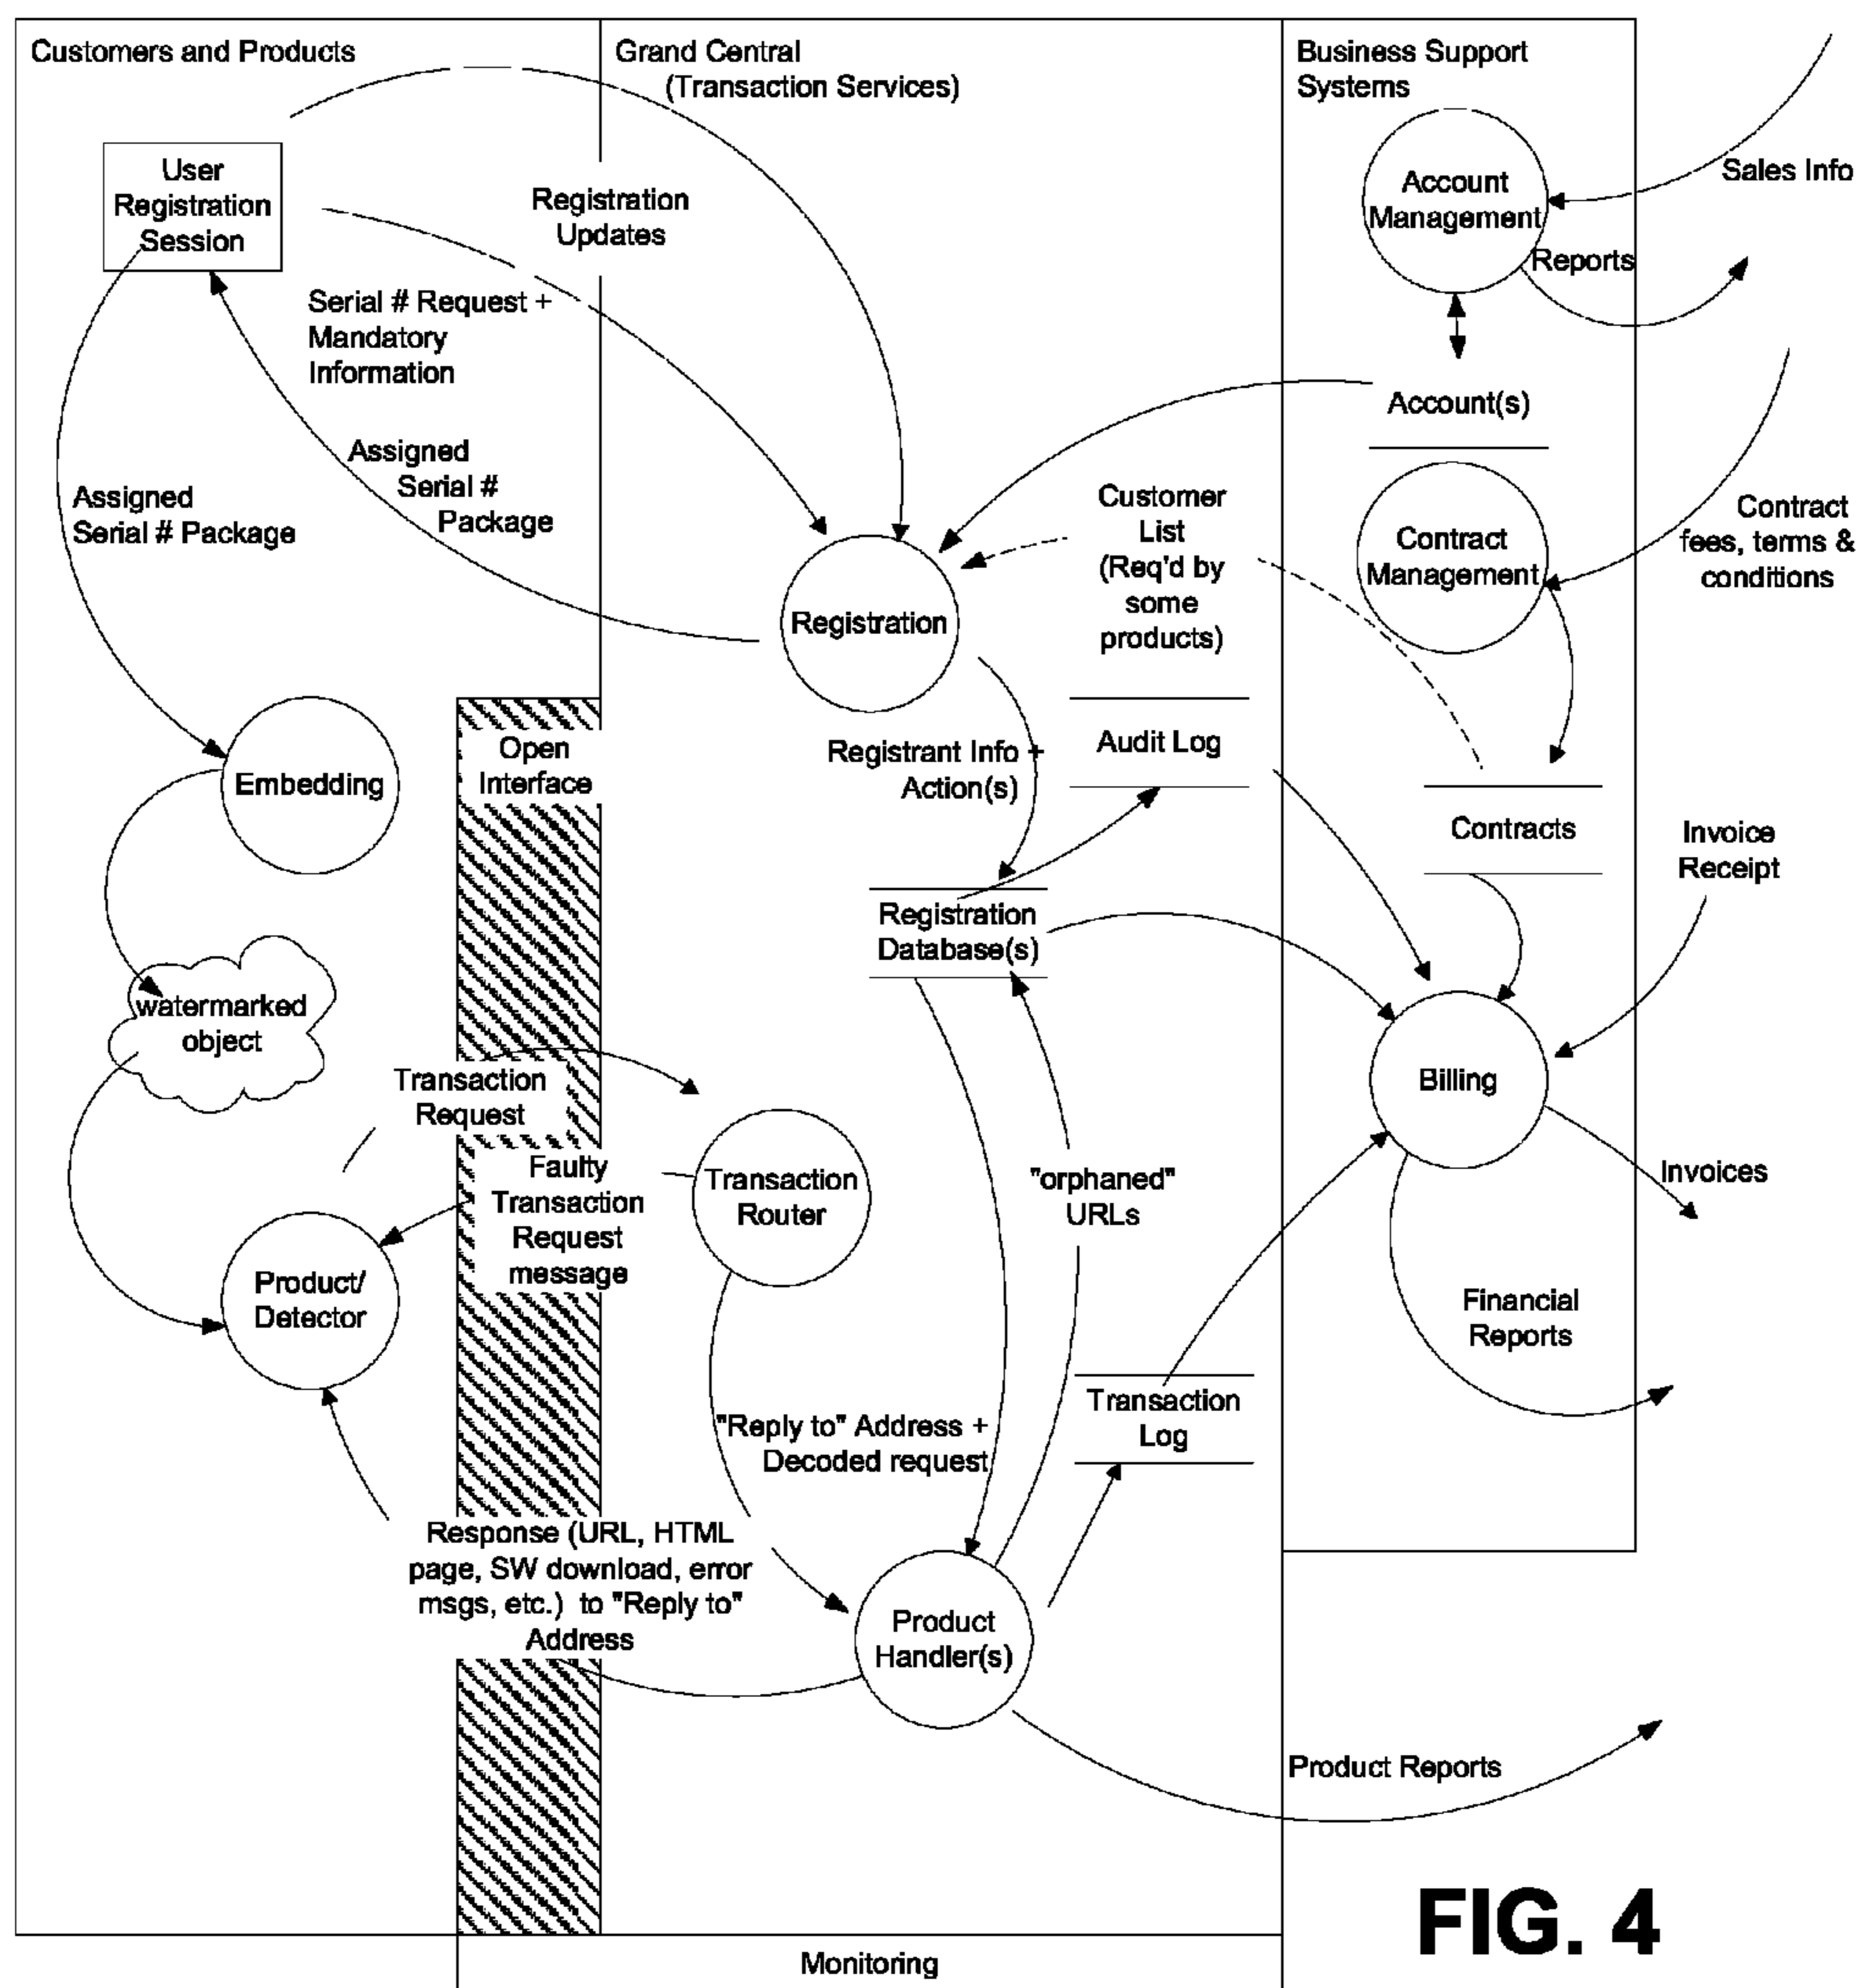 Customers and Products
Grand Central
(Transaction Services)
Business Support
Systems
User
Registration
Session
Registration
Updates
Account
Management
Sales Info
Reports
Serial # Request +
Mandatory
Information
Account(s)
Assigned
Serial #
Package
Assigned
Serial # Package
Customer
List
(Req'd by
some
products)
Contract
Management
Contract
fees, terms &
conditions
Registration
Open
Interface
Registrant Info +
Action(s)
Audit Log
Embedding
Contracts
Invoice
Receipt
Registration
Database(s)
watermarked
object
Transaction
Request
Billing
Faulty
Transaction
Request
message
Transaction
Router
"orphaned"
URLs
Invoices
Product/
Detector
Financial
Reports
"Reply to" Address +
Decoded request
Transaction
Log
Response (URL, HTML
page, SW download, error
msgs, etc.) to "Reply to"
Address
Product
Handler(s)
Product Reports
FIG. 4
Monitoring